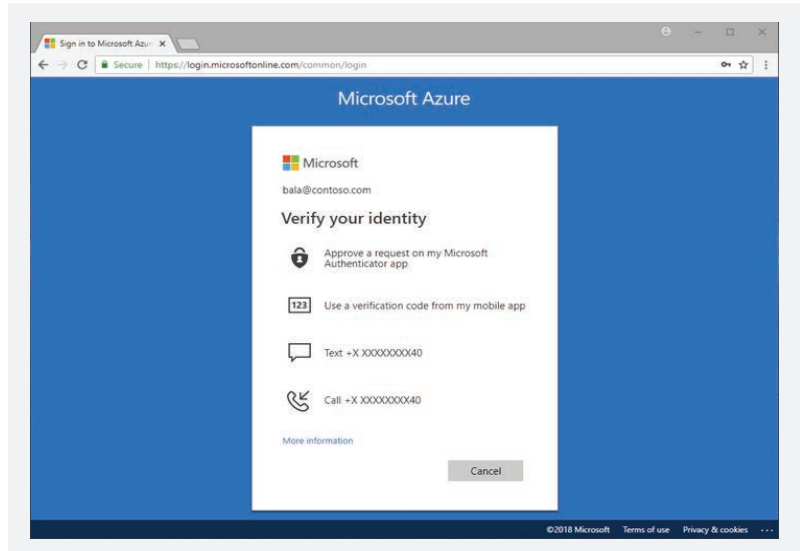 Sign in to Microsoft Azur
Secure | https://login.microsoftonline.com/common/login
Microsoft Azure
Microsoft
bala@contoso.com
Verify your identity
Approve a request on my Microsoft
Authenticator app
123 Use a verification code from my mobile app
Text +X XXXXXXXX40
Call +X XXXXXXXX40
More information
Cancel
©2018 Microsoft Terms of use Privacy & cookies ...